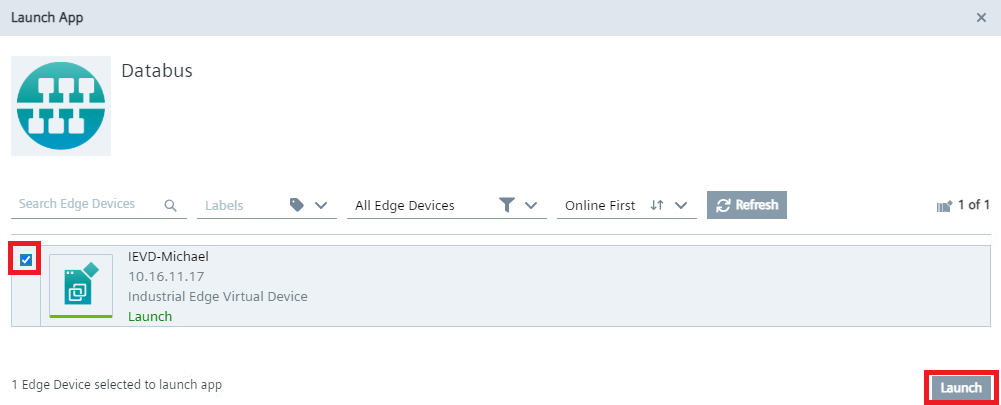 Launch App
Databus
Search Edge Devices
Labels
All Edge Devices
Online First
Refresh
1 of 1
IEVD-Michael
10.16.11.17
Industrial Edge Virtual Device
Launch
1 Edge Device selected to launch app
Launch